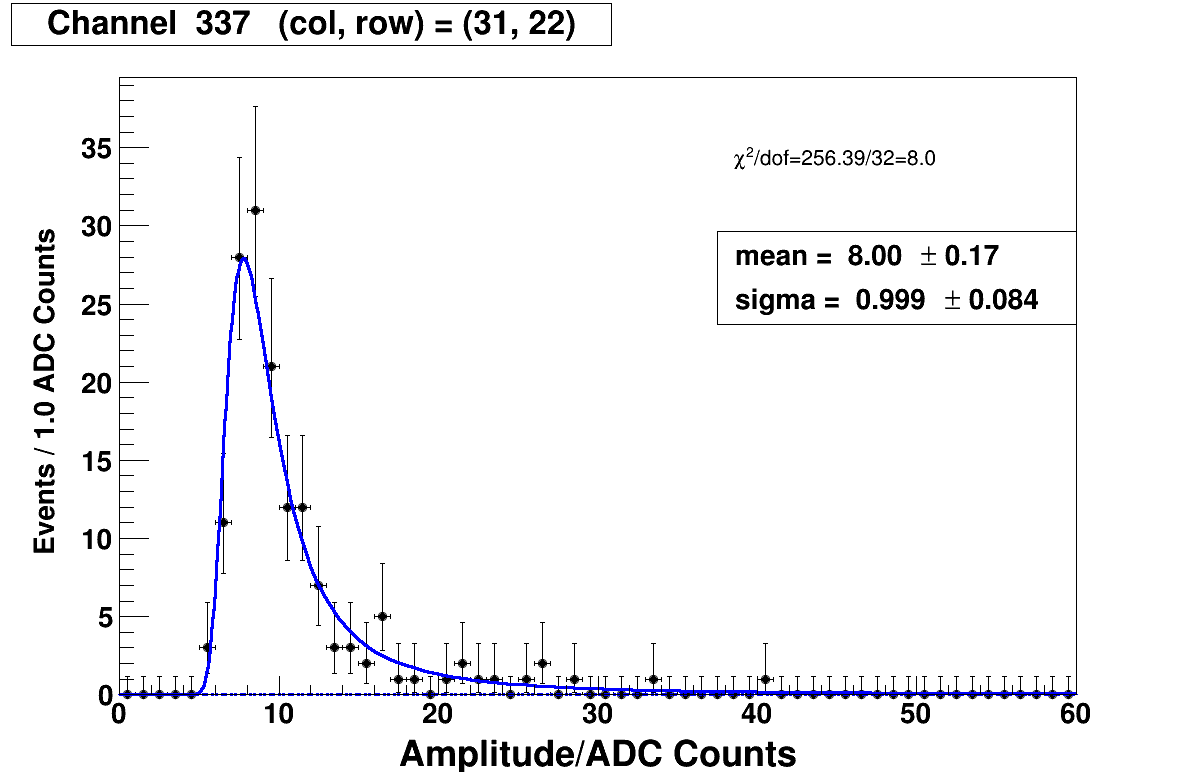 Channel 337 (col, row) = (31, 22)
χ²/dof=256.39/32=8.0
mean = 8.00 ± 0.17
sigma = 0.999 ± 0.084
Events / 1.0 ADC Counts
35
30
25
20
15
10
5
0
0 10 20 30 40 50 60
Amplitude/ADC Counts